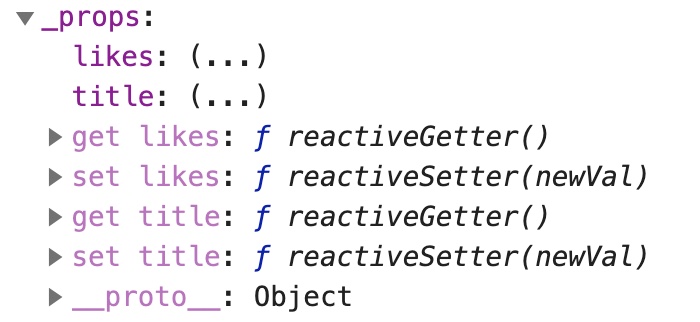 _props:
likes: (...)
title: (...)
get likes: ƒ reactiveGetter()
set likes: ƒ reactiveSetter(newVal)
get title: ƒ reactiveGetter()
set title: ƒ reactiveSetter(newVal)
__proto__: Object